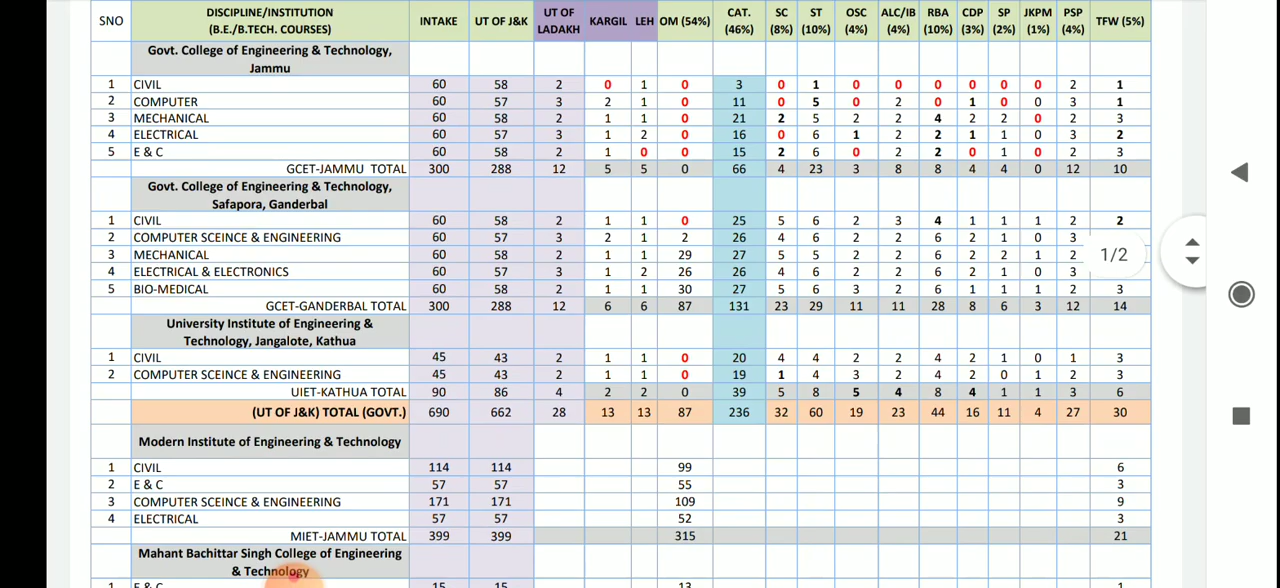 SNO DISCIPLINE/INSTITUTION (B.E./B.TECH. COURSES) INTAKE UT OF J&K UT OF LADAKH KARGIL LEH OM (54%) CAT. (46%) SC (8%) ST (10%) OSC (4%) ALC/IB (4%) RBA (10%) CDP (3%) SP (2%) JKPM (1%) PSP (4%) TFW (5%)
Govt. College of Engineering & Technology,
Jammu
1 CIVIL 60 58 2 0 1 0 3 0 1 0 0 0 0 0 0 2 1
2 COMPUTER 60 57 3 2 1 0 11 0 5 0 2 0 1 0 0 3 1
3 MECHANICAL 60 58 2 1 1 0 21 2 5 2 2 4 2 2 0 2 3
4 ELECTRICAL 60 57 3 1 2 0 16 0 6 1 2 2 1 1 0 3 2
5 E & C 60 58 2 1 0 0 15 2 6 0 2 2 0 1 0 2 3
GCET-JAMMU TOTAL 300 288 12 5 5 0 66 4 23 3 8 8 4 4 0 12 10
Govt. College of Engineering & Technology,
Safapora, Ganderbal
1 CIVIL 60 58 2 1 1 0 25 5 6 2 3 4 1 1 1 2 2
2 COMPUTER SCEINCE & ENGINEERING 60 57 3 2 1 2 26 4 6 2 2 6 2 1 0 3
3 MECHANICAL 60 58 2 1 1 29 27 5 5 2 2 6 2 2 1 2
1/2
4 ELECTRICAL & ELECTRONICS 60 57 3 1 2 26 26 4 6 2 2 6 2 1 0 3
5 BIO-MEDICAL 60 58 2 1 1 30 27 5 6 3 2 6 1 1 1 2 3
GCET-GANDERBAL TOTAL 300 288 12 6 6 87 131 23 29 11 11 28 8 6 3 12 14
University Institute of Engineering &
Technology, Jangalote, Kathua
1 CIVIL 45 43 2 1 1 0 20 4 4 2 2 4 2 1 0 1 3
2 COMPUTER SCEINCE & ENGINEERING 45 43 2 1 1 0 19 1 4 3 2 4 2 0 1 2 3
UIET-KATHUA TOTAL 90 86 4 2 2 0 39 5 8 5 4 8 4 1 1 3 6
(UT OF J&K) TOTAL (GOVT.) 690 662 28 13 13 87 236 32 60 19 23 44 16 11 4 27 30
Modern Institute of Engineering & Technology
1 CIVIL 114 114 99 6
2 E & C 57 57 55 3
3 COMPUTER SCEINCE & ENGINEERING 171 171 109 9
4 ELECTRICAL 57 57 52 3
MIET-JAMMU TOTAL 399 399 315 21
Mahant Bachittar Singh College of Engineering
& Technology
1 E & C 15 15 13 1